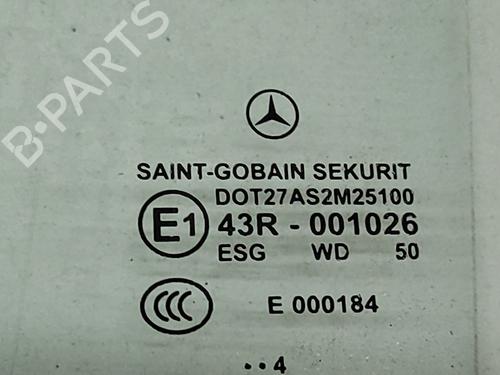 B-PARTS
SAINT-GOBAIN SEKURIT
DOT27AS2M25100
E1 43R - 001026
ESG WD 50
CCC E 000184
..4